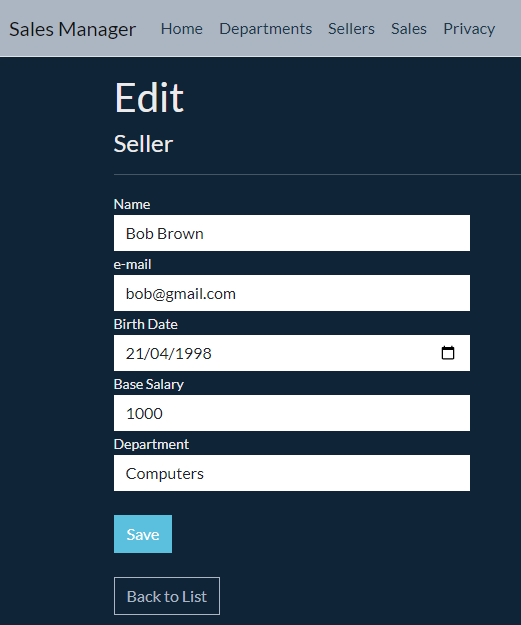 Sales Manager Home Departments Sellers Sales Privacy
Edit
Seller
Name
Bob Brown
e-mail
bob@gmail.com
Birth Date
21/04/1998
Base Salary
1000
Department
Computers
Save
Back to List